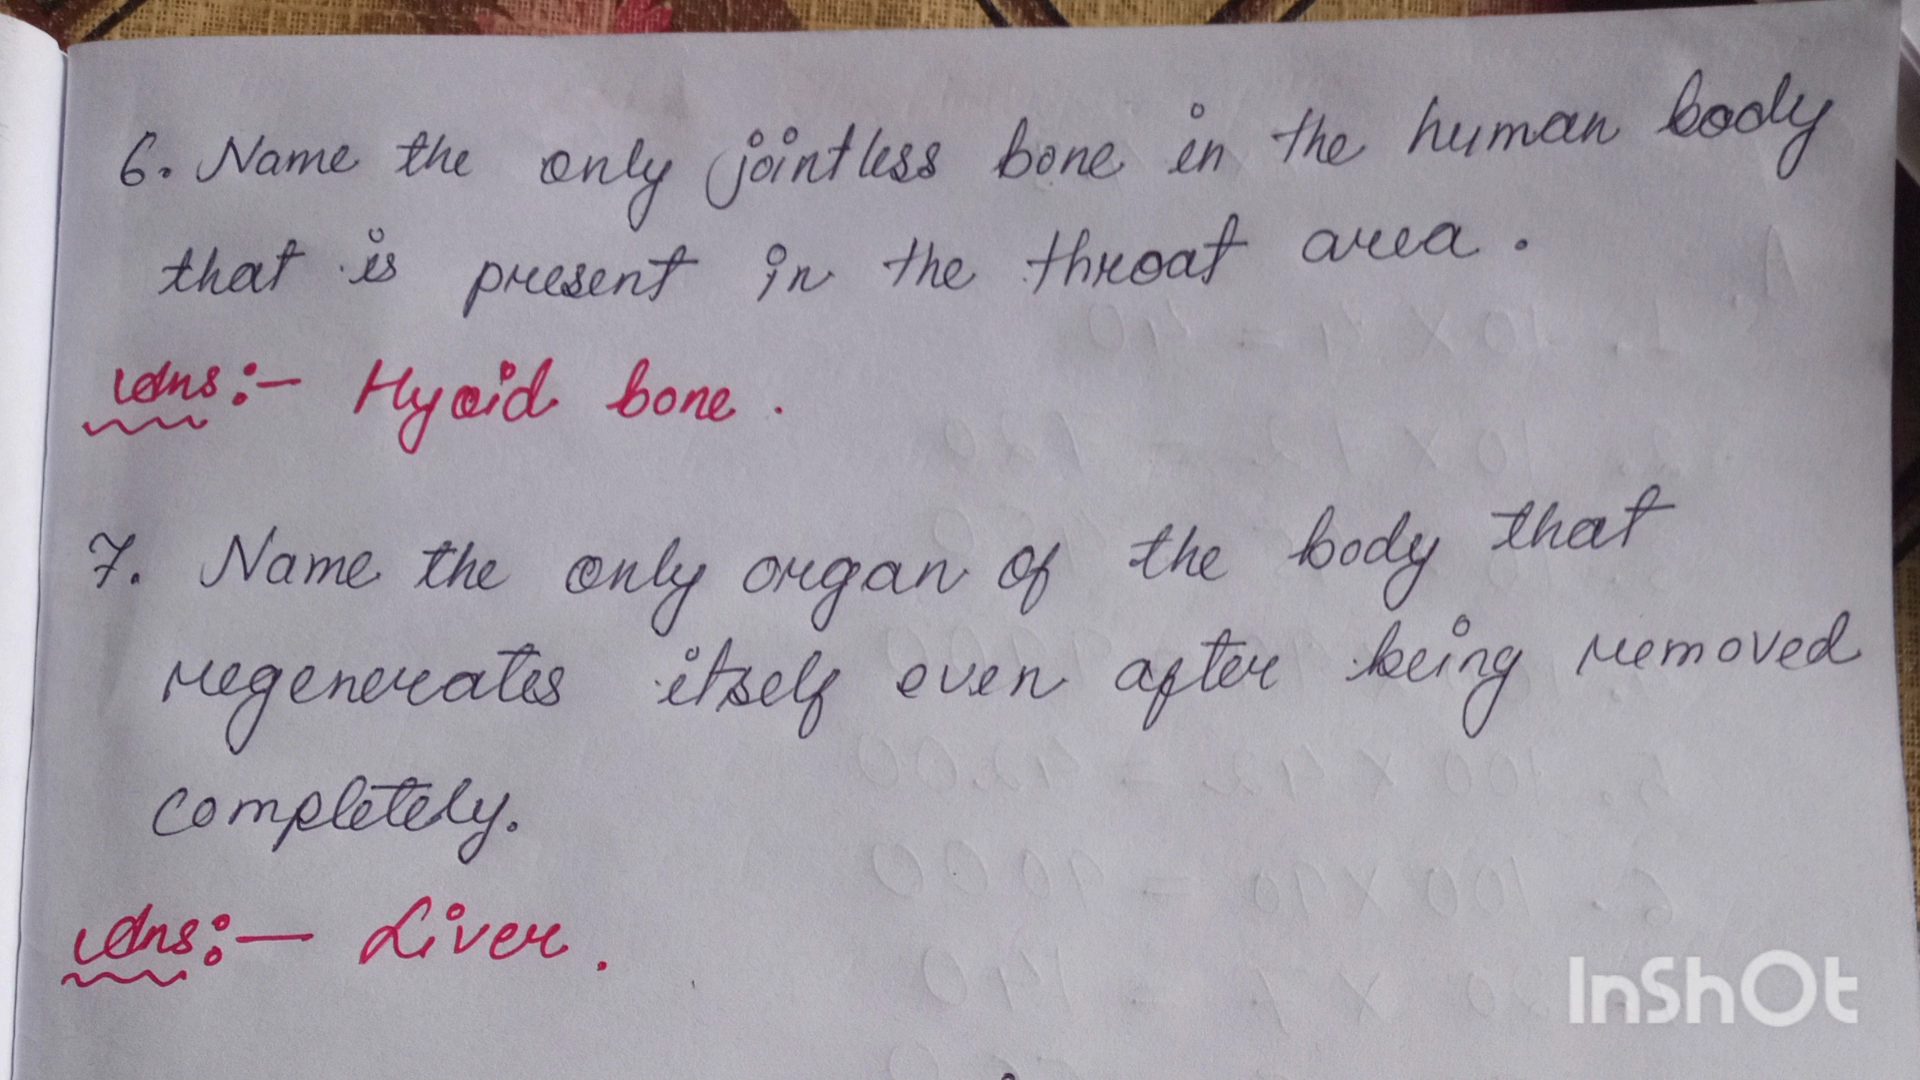 6. Name the only jointless bone in the human body
that is present in the throat area.
Ans:- Hyoid bone.
7. Name the only organ of the body that
regenerates itself even after being removed
completely.
Ans:- Liver.
InShOt